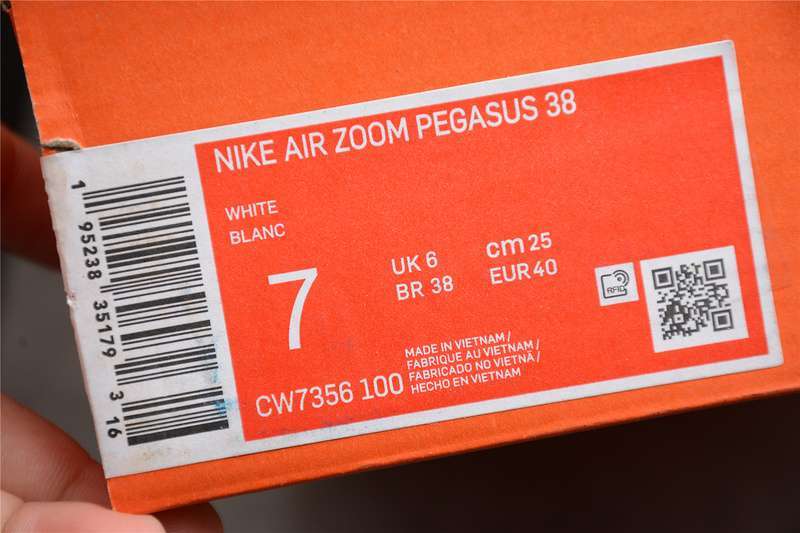 NIKE AIR ZOOM PEGASUS 38
WHITE
BLANC
7
UK 6
BR 38
cm 25
EUR 40
RFID
CW7356 100
MADE IN VIETNAM /
FABRIQUE AU VIETNAM /
FABRICADO NO VIETNÃ /
HECHO EN VIETNAM
1 95238 35179 3 16